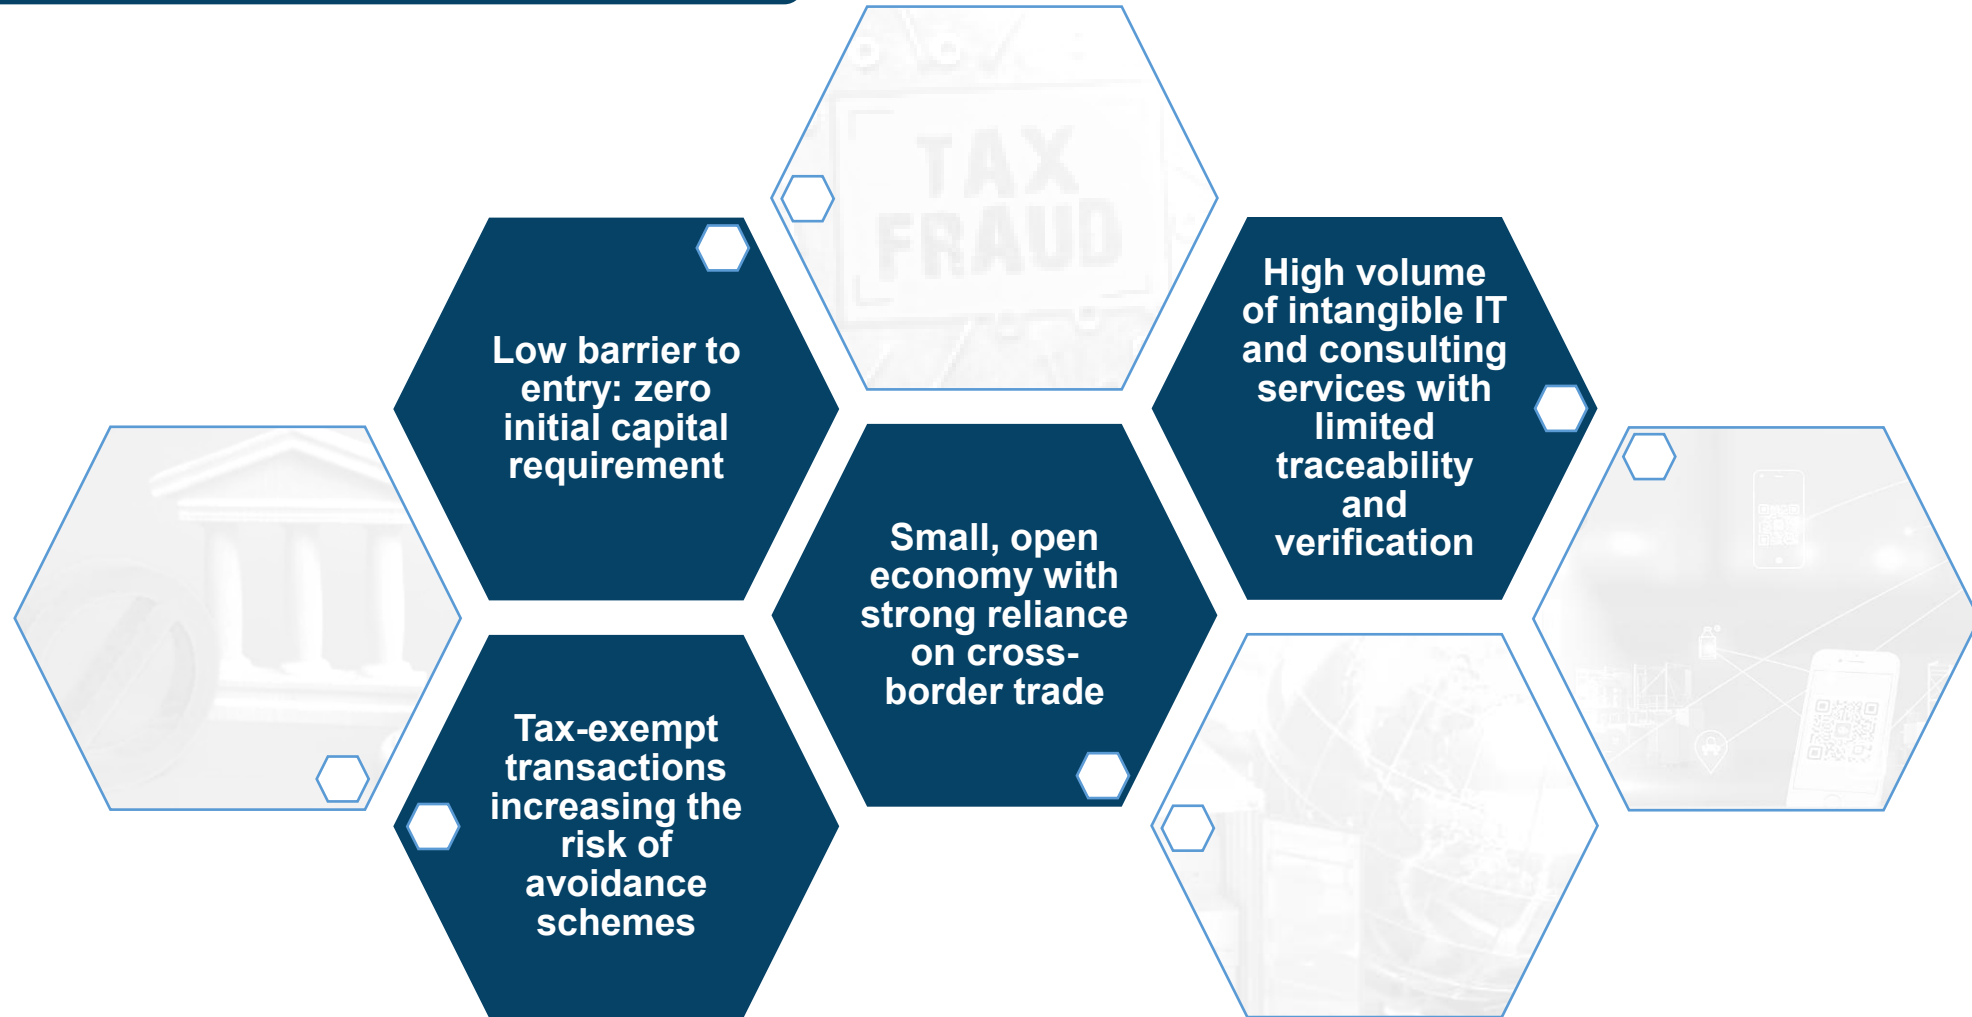 TAX
FRAUD
Low barrier to
entry: zero
initial capital
requirement
High volume
of intangible IT
and consulting
services with
limited
traceability
and
verification
Small, open
economy with
strong reliance
on cross-
border trade
Tax-exempt
transactions
increasing the
risk of
avoidance
schemes